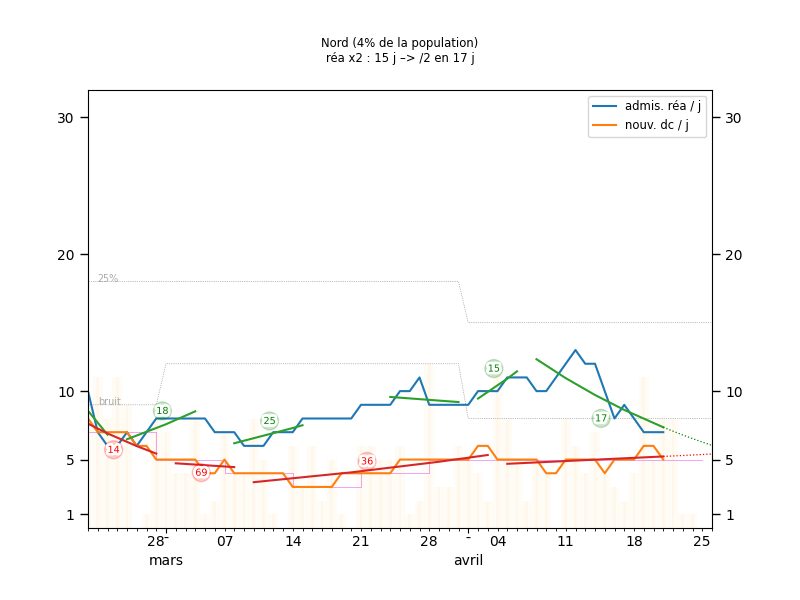 Nord (4% de la population)
réa x2 : 15 j –> /2 en 17 j
admis. réa / j
nouv. dc / j
30
30
20
20
25%
15
10
10
bruit
18
25
17
14
36
69
5
5
1
1
28 - 07 14 21 28 - 04 11 18 25
mars avril